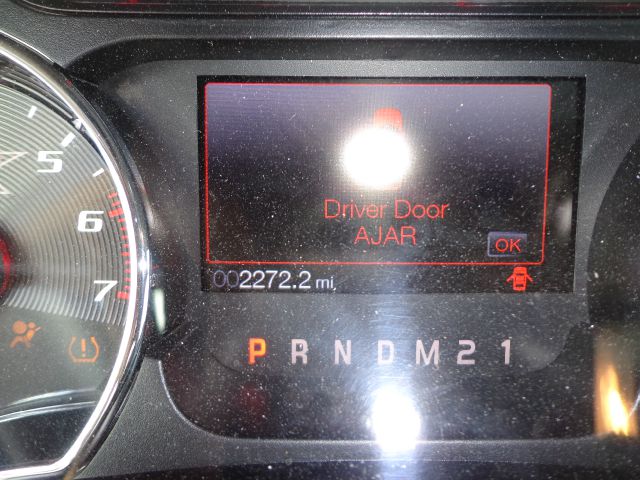 5
6
7
Driver Door
AJAR
OK
002272.2 mi
P R N D M 2 1